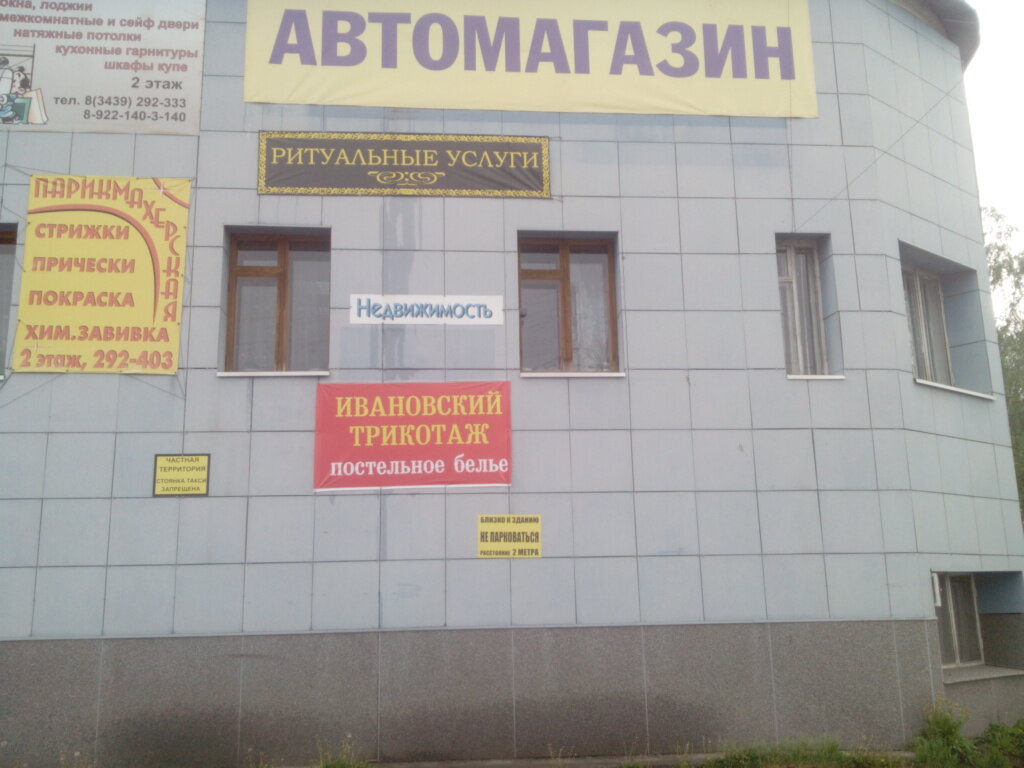 окна, лоджии
межкомнатные и сейф двери
натяжные потолки
кухонные гарнитуры
шкафы купе
2 этаж
тел. 8(3439) 292-333
8-922-140-3-140
АВТОМАГАЗИН
РИТУАЛЬНЫЕ УСЛУГИ
ПАРИКМАХЕРСКАЯ
СТРИЖКИ
ПРИЧЕСКИ
ПОКРАСКА
ХИМ.ЗАВИВКА
2 этаж, 292-403
Недвижимость
ИВАНОВСКИЙ
ТРИКОТАЖ
постельное белье
ЧАСТНАЯ
ТЕРРИТОРИЯ
СТОЯНКА ТАКСИ
ЗАПРЕЩЕНА
БЛИЗКО К ЗДАНИЮ
НЕ ПАРКОВАТЬСЯ
РАССТОЯНИЕ 2 МЕТРА